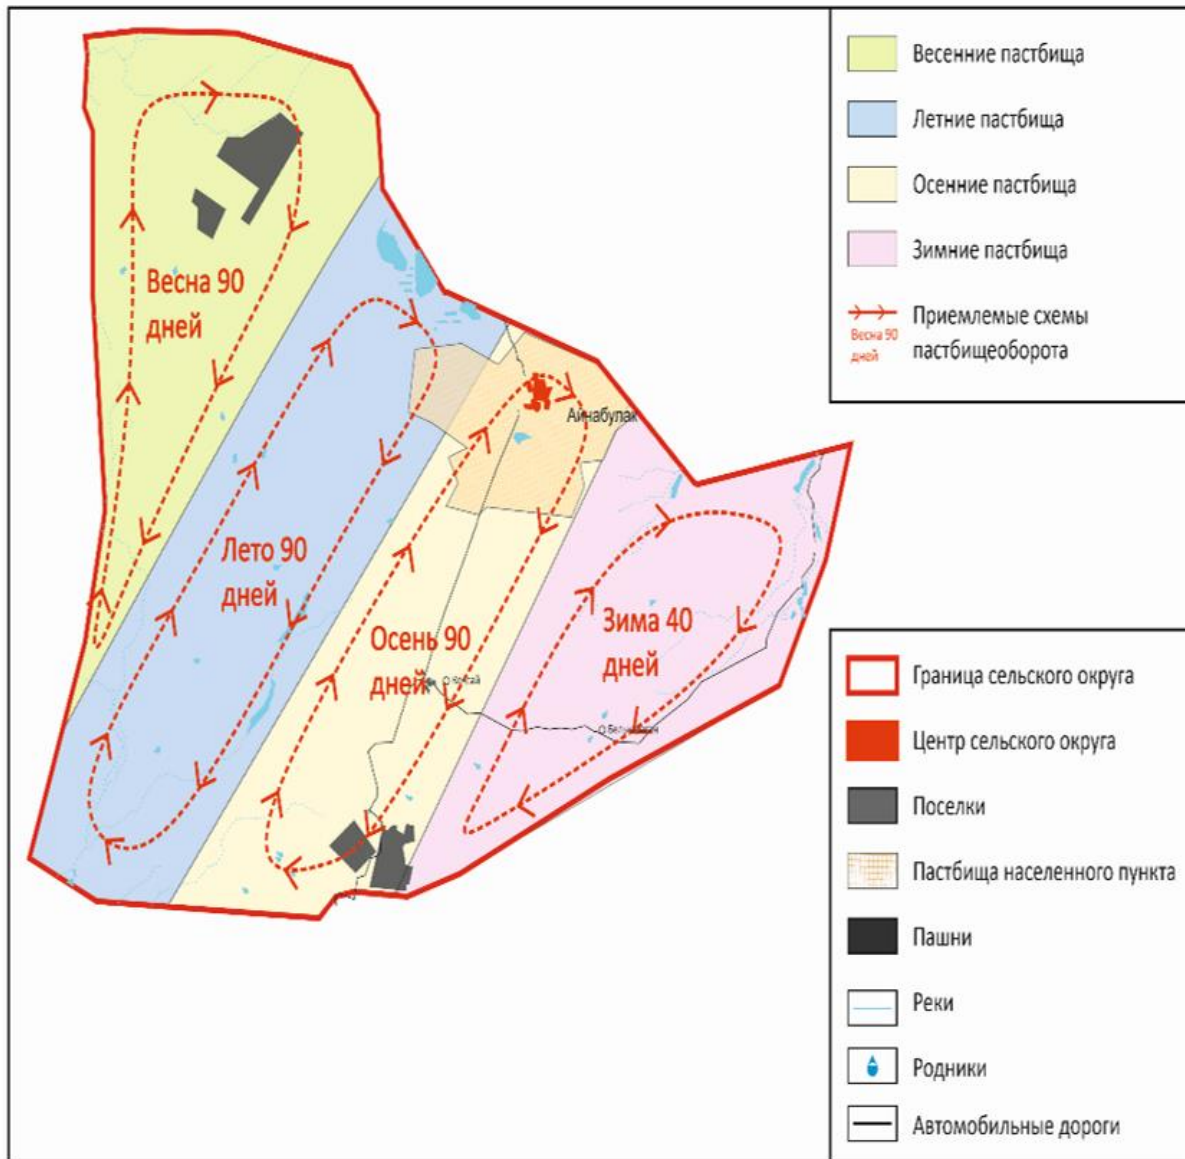 Весенние пастбища
Летние пастбища
Осенние пастбища
Зимние пастбища
Весна 90
дней
Приемлемые схемы
пастбищеоборота
Весна 90
дней
Айнабулак
Лето 90
дней
Осень 90
дней
Зима 40
дней
Граница сельского округа
Центр сельского округа
Поселки
Пастбища населенного пункта
Пашни
Реки
Родники
Автомобильные дороги